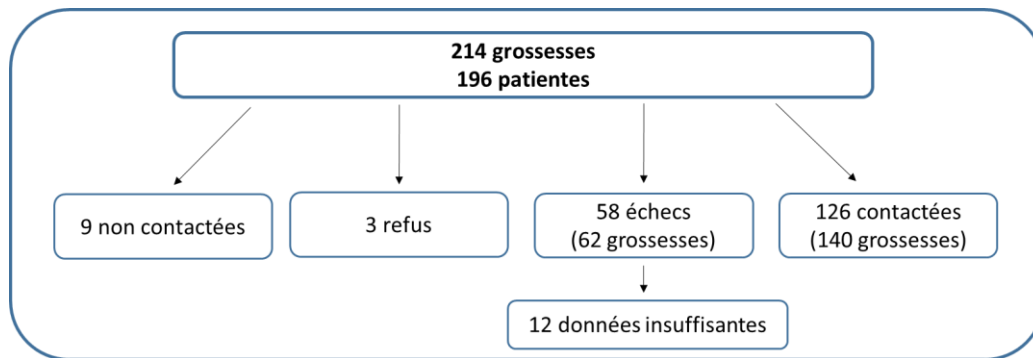 214 grossesses
196 patientes
9 non contactées
3 refus
58 échecs
(62 grossesses)
126 contactées
(140 grossesses)
12 données insuffisantes